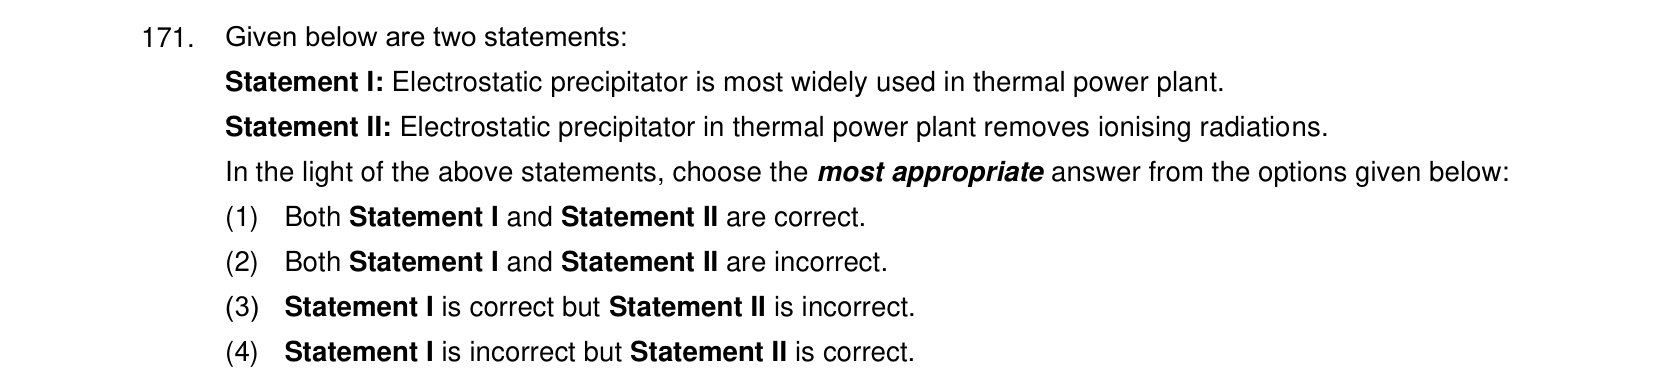 171. Given below are two statements:
Statement I: Electrostatic precipitator is most widely used in thermal power plant.
Statement II: Electrostatic precipitator in thermal power plant removes ionising radiations.
In the light of the above statements, choose the most appropriate answer from the options given below:
(1) Both Statement I and Statement II are correct.
(2) Both Statement I and Statement II are incorrect.
(3) Statement I is correct but Statement II is incorrect.
(4) Statement I is incorrect but Statement II is correct.